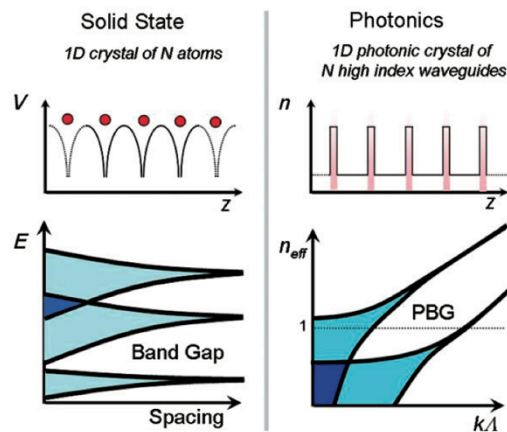 Solid State
1D crystal of N atoms
V
z
E
Band Gap
Spacing
Photonics
1D photonic crystal of
N high index waveguides
n
z
n_eff
1
PBG
kΛ